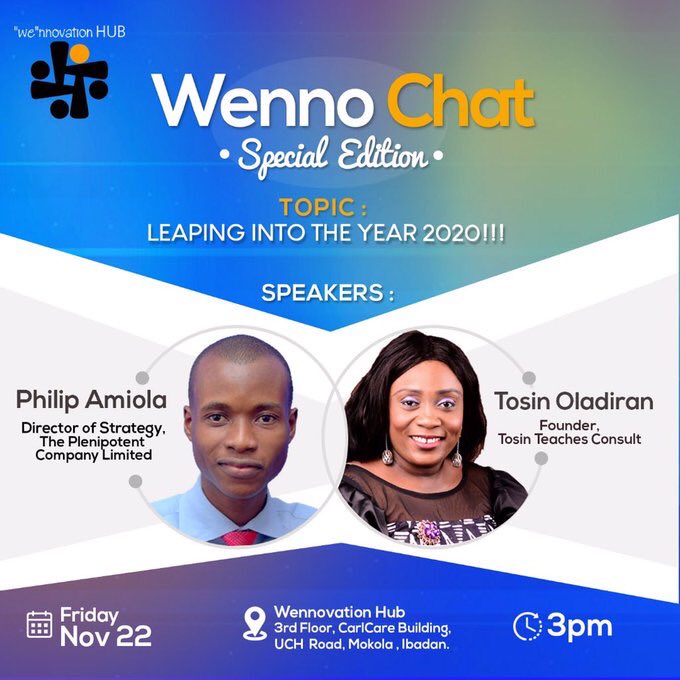 "we"nnovation HUB
Wenno Chat
• Special Edition •
TOPIC :
LEAPING INTO THE YEAR 2020!!!
SPEAKERS :
Philip Amiola
Director of Strategy,
The Plenipotent
Company Limited
Tosin Oladiran
Founder,
Tosin Teaches Consult
Friday
Nov 22
Wennovation Hub
3rd Floor, CarlCare Building,
UCH Road, Mokola , Ibadan.
3pm